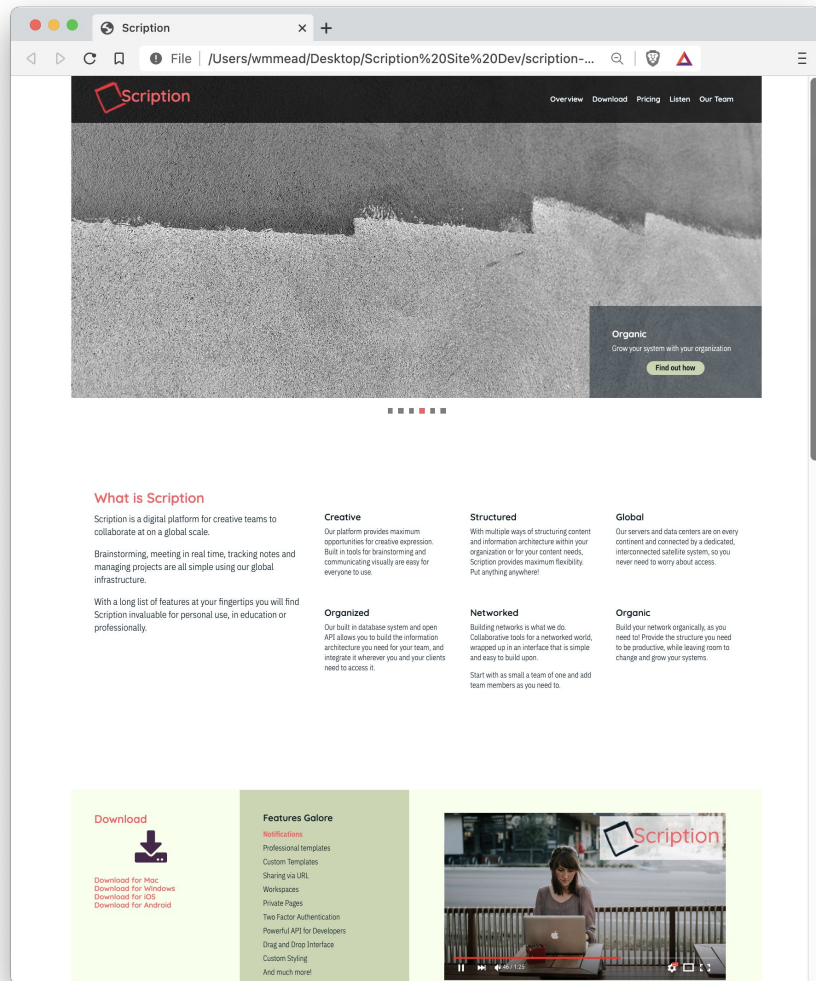 Scription
File | /Users/wmmead/Desktop/Scription%20Site%20Dev/scription-...
Scription
Overview Download Pricing Listen Our Team
Organic
Grow your system with your organization
Find out how
What is Scription
Scription is a digital platform for creative teams to
collaborate at on a global scale.
Brainstorming, meeting in real time, tracking notes and
managing projects are all simple using our global
infrastructure.
With a long list of features at your fingertips you will find
Scription invaluable for personal use, in education or
professionally.
Creative
Our platform provides maximum
opportunities for creative expression.
Built in tools for brainstorming and
communicating visually are easy for
everyone to use.
Structured
With multiple ways of structuring content
and information architecture within your
organization or for your content needs,
Scription provides maximum flexibility.
Put anything anywhere!
Global
Our servers and data centers are on every
continent and connected by a dedicated,
interconnected satellite system, so you
never need to worry about access.
Organized
Our built in database system and open
API allows you to build the information
architecture you need for your team, and
integrate it wherever you and your clients
need to access it.
Networked
Building networks is what we do.
Collaborative tools for a networked world,
wrapped up in an interface that is simple
and easy to build upon.
Start with as small a team of one and add
team members as you need to.
Organic
Build your network organically, as you
need to! Provide the structure you need
to be productive, while leaving room to
change and grow your systems.
Download
Download for Mac
Download for Windows
Download for iOS
Download for Android
Features Galore
Notifications
Professional templates
Custom Templates
Sharing via URL
Workspaces
Private Pages
Two Factor Authentication
Powerful API for Developers
Drag and Drop Interface
Custom Styling
And much more!
Scription